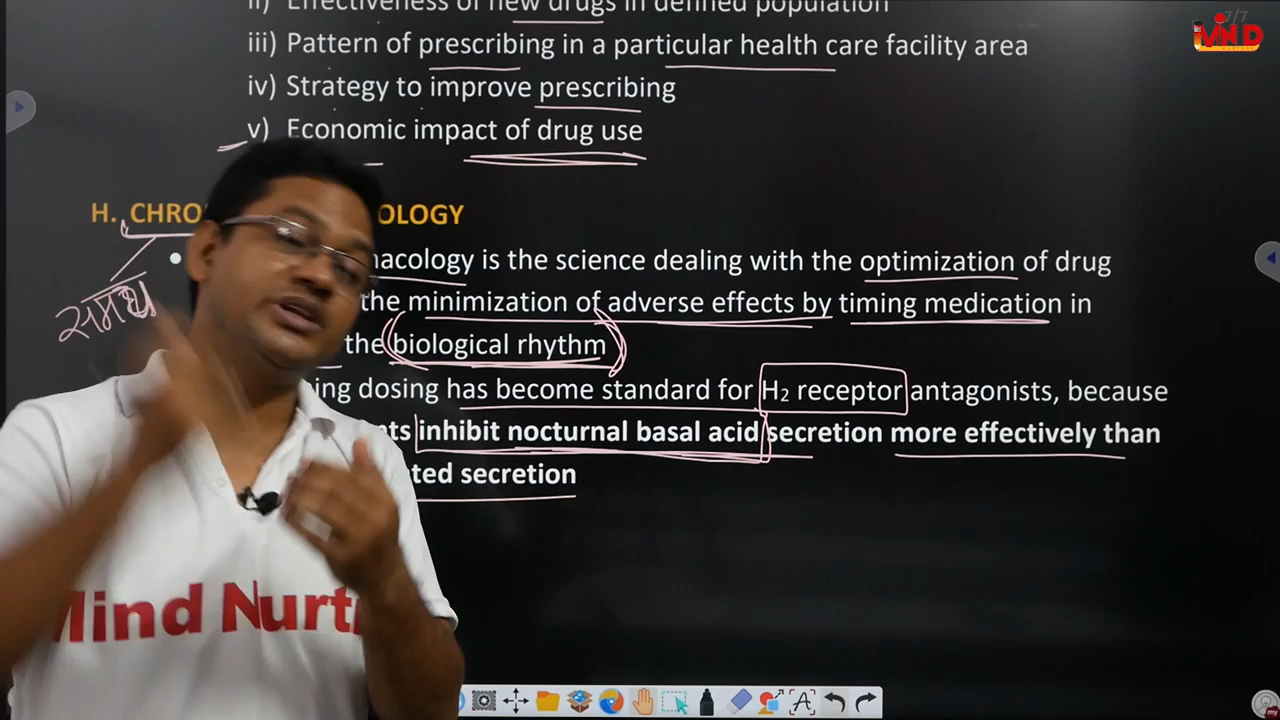 ii) Effectiveness of new drugs in defined population
7/7
MIND
iii) Pattern of prescribing in a particular health care facility area
iv) Strategy to improve prescribing
v) Economic impact of drug use
H. CHRO OLOGY
macology is the science dealing with the optimization of drug
the minimization of adverse effects by timing medication in
समय
the biological rhythm
ing dosing has become standard for H₂ receptor antagonists, because
ts inhibit nocturnal basal acid secretion more effectively than
ted secretion
Mind Nurt